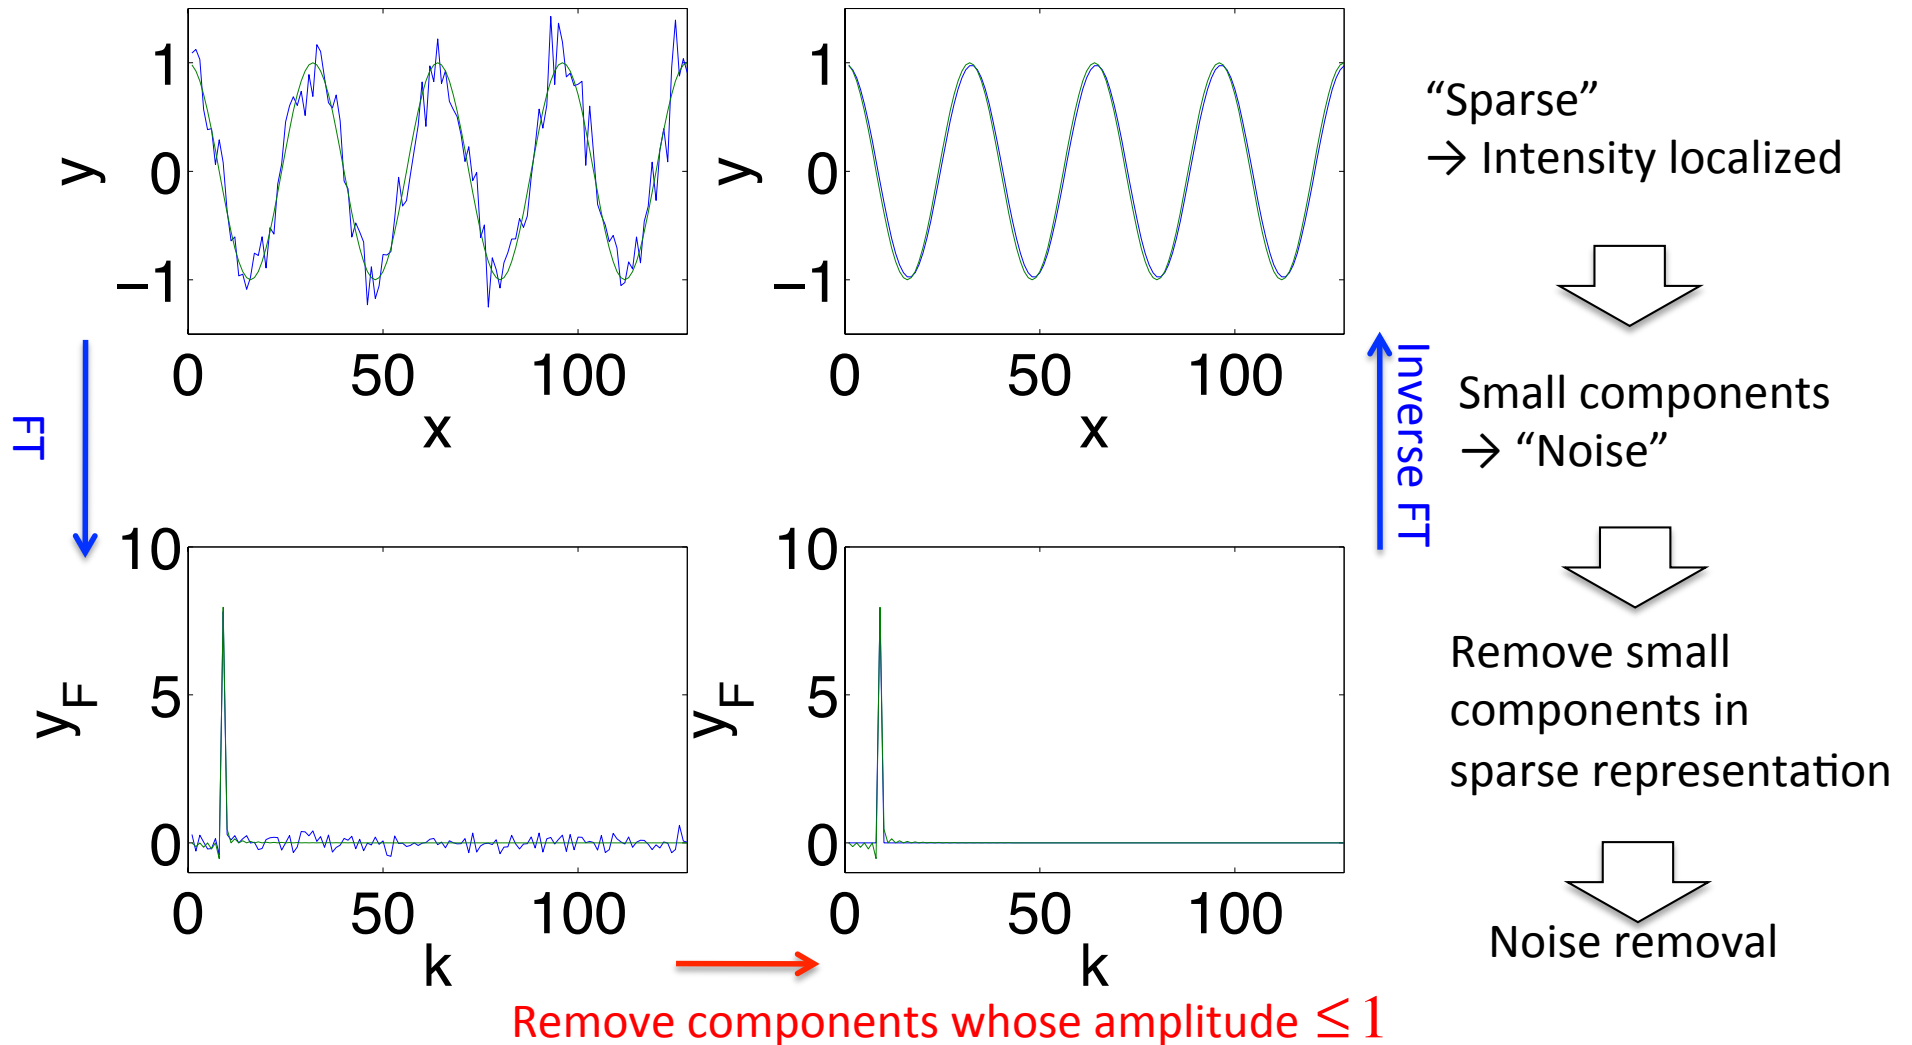 1
0
−1
y
0 50 100
x
1
0
−1
y
0 50 100
x
FT
Inverse FT
10
5
0
yF
0 50 100
k
10
5
0
yF
0 50 100
k
Remove components whose amplitude ≤ 1
“Sparse”
→ Intensity localized
Small components
→ “Noise”
Remove small
components in
sparse representation
Noise removal